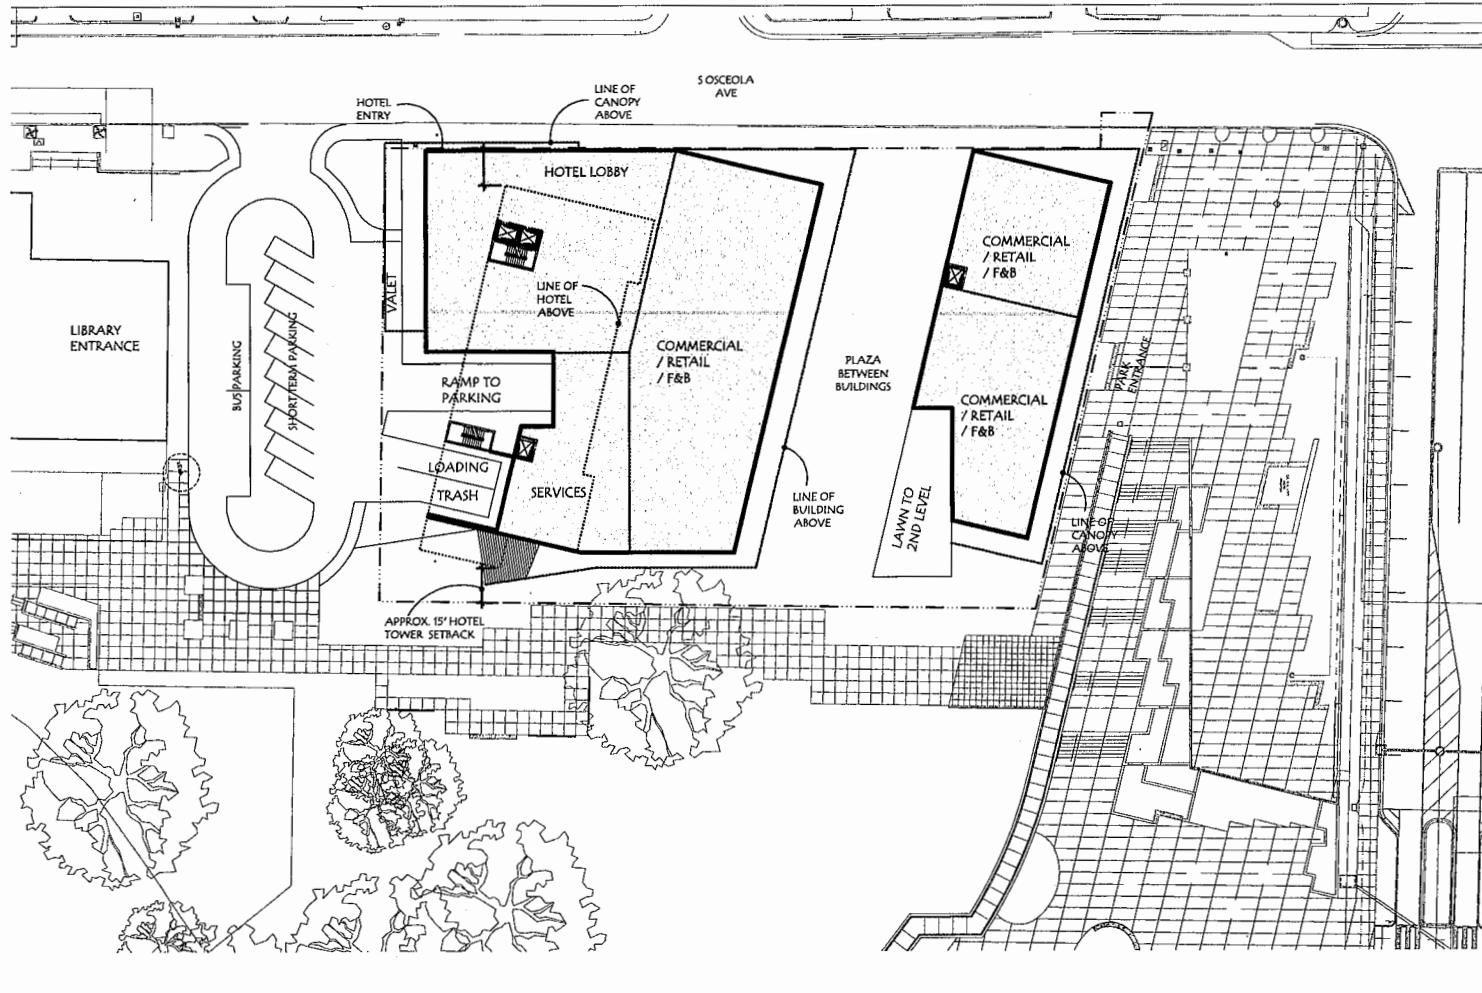 S OSCEOLA
AVE
LINE OF
CANOPY
ABOVE
HOTEL
ENTRY
HOTEL LOBBY
COMMERCIAL
/ RETAIL
/ F&B
LINE OF
HOTEL
ABOVE
VALET
LIBRARY
ENTRANCE
BUS PARKING
SHORT TERM PARKING
COMMERCIAL
/ RETAIL
/ F&B
PLAZA
BETWEEN
BUILDINGS
PARK
ENTRANCE
RAMP TO
PARKING
COMMERCIAL
/ RETAIL
/ F&B
LOADING
TRASH
SERVICES
LINE OF
BUILDING
ABOVE
LAWN TO
2ND LEVEL
LINE OF
CANOPY
ABOVE
APPROX. 15' HOTEL
TOWER SETBACK